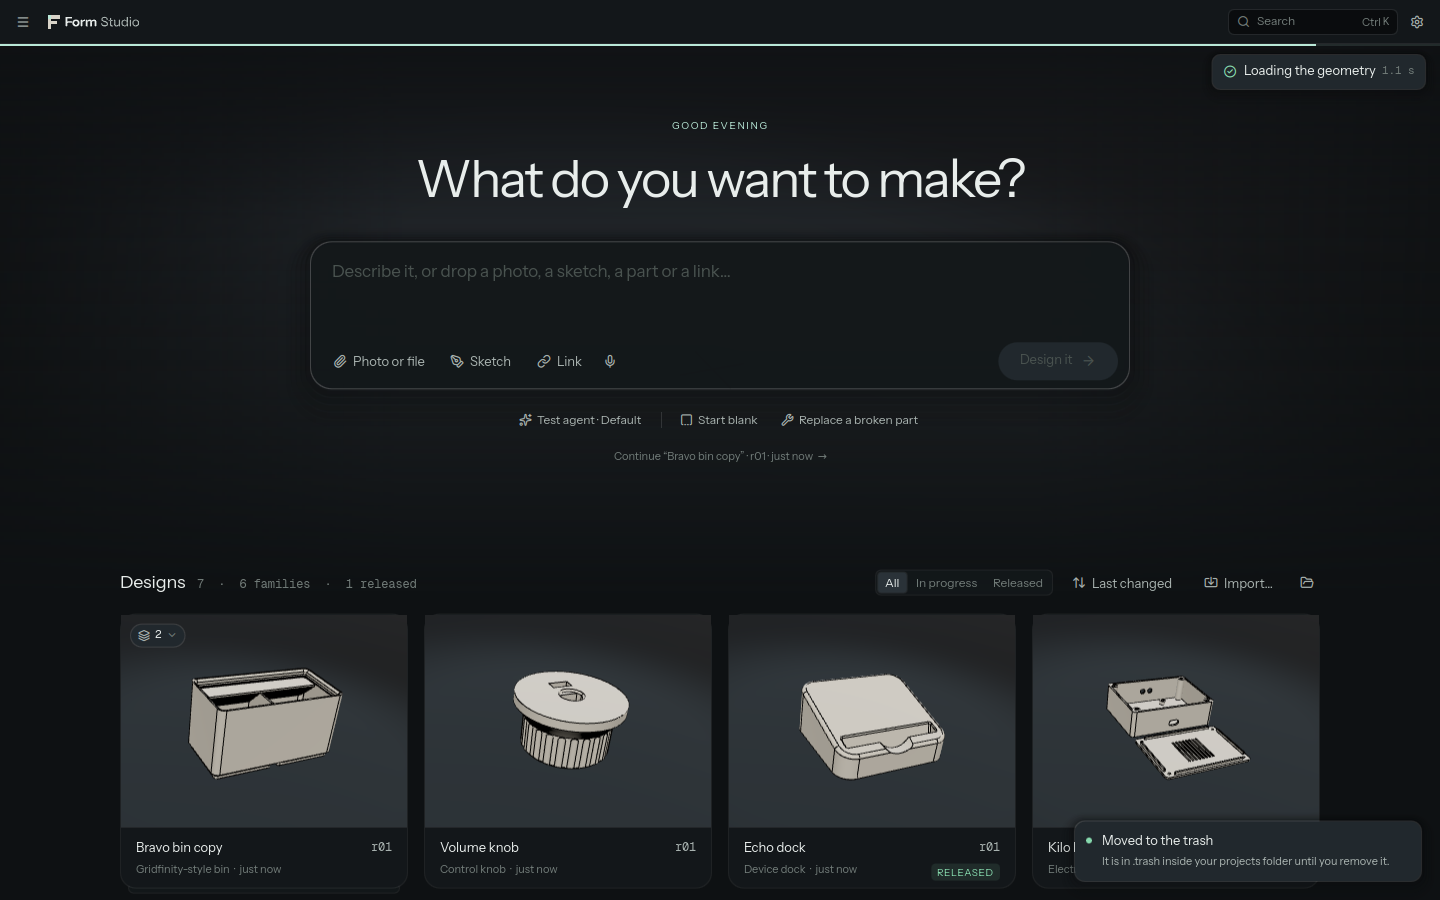 Form Studio
Search Ctrl K
Loading the geometry 1.1 s
GOOD EVENING
What do you want to make?
Describe it, or drop a photo, a sketch, a part or a link...
Photo or file Sketch Link Design it
Test agent · Default Start blank Replace a broken part
Continue “Bravo bin copy” · r01 · just now →
Designs 7 · 6 families · 1 released
All In progress Released Last changed Import...
2
Bravo bin copy r01
Gridfinity-style bin · just now
Volume knob r01
Control knob · just now
Echo dock r01
Device dock · just now RELEASED
Kilo
Moved to the trash
It is in .trash inside your projects folder until you remove it.